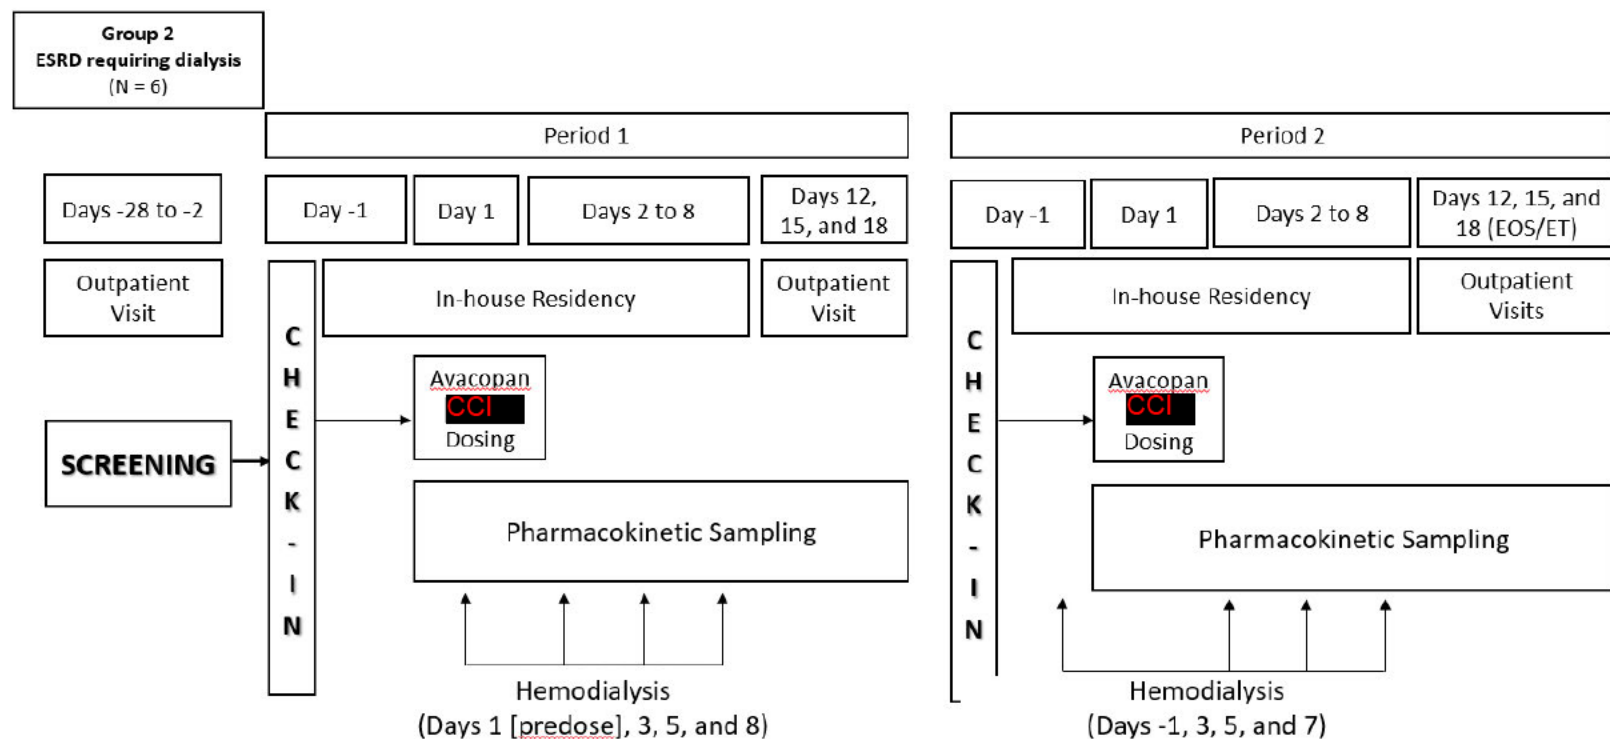 Group 2
ESRD requiring dialysis
(N = 6)
Period 1
Period 2
Days -28 to -2
Day -1
Day 1
Days 2 to 8
Days 12,
15, and 18
Day -1
Day 1
Days 2 to 8
Days 12, 15, and
18 (EOS/ET)
Outpatient
Visit
In-house Residency
Outpatient
Visit
In-house Residency
Outpatient
Visits
SCREENING
C
H
E
C
K
-
I
N
Avacopan
CCI
Dosing
Pharmacokinetic Sampling
Hemodialysis
(Days 1 [predose], 3, 5, and 8)
C
H
E
C
K
-
I
N
Avacopan
CCI
Dosing
Pharmacokinetic Sampling
Hemodialysis
(Days -1, 3, 5, and 7)